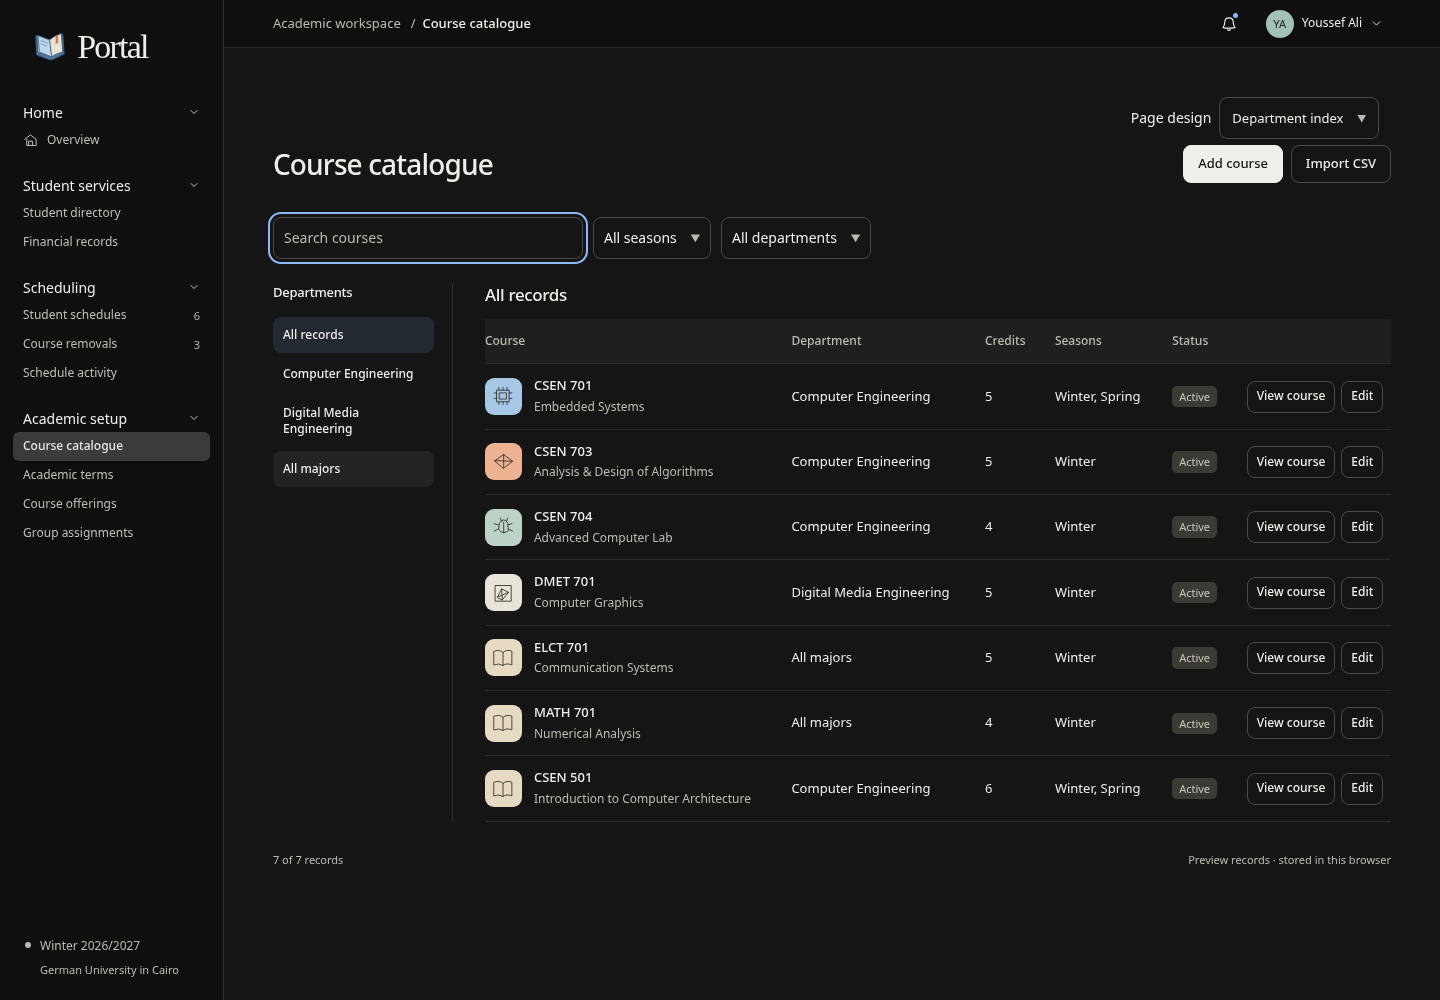 Portal
Academic workspace / Course catalogue
YA Youssef Ali
Home
Overview
Student services
Student directory
Financial records
Scheduling
Student schedules 6
Course removals 3
Schedule activity
Academic setup
Course catalogue
Academic terms
Course offerings
Group assignments
Winter 2026/2027
German University in Cairo
Page design Department index
Course catalogue
Add course Import CSV
Search courses All seasons All departments
Departments
All records
Computer Engineering
Digital Media
Engineering
All majors
All records
Course Department Credits Seasons Status
CSEN 701
Embedded Systems
Computer Engineering 5 Winter, Spring Active View course Edit
CSEN 703
Analysis & Design of Algorithms
Computer Engineering 5 Winter Active View course Edit
CSEN 704
Advanced Computer Lab
Computer Engineering 4 Winter Active View course Edit
DMET 701
Computer Graphics
Digital Media Engineering 5 Winter Active View course Edit
ELCT 701
Communication Systems
All majors 5 Winter Active View course Edit
MATH 701
Numerical Analysis
All majors 4 Winter Active View course Edit
CSEN 501
Introduction to Computer Architecture
Computer Engineering 6 Winter, Spring Active View course Edit
7 of 7 records
Preview records · stored in this browser